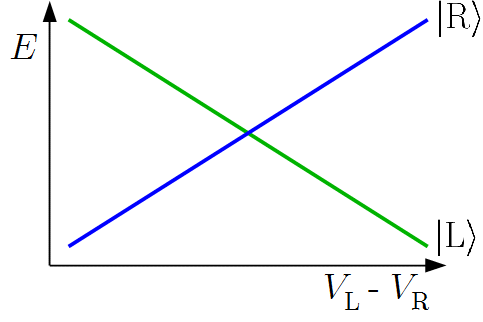 |R⟩
E
|L⟩
V_L - V_R